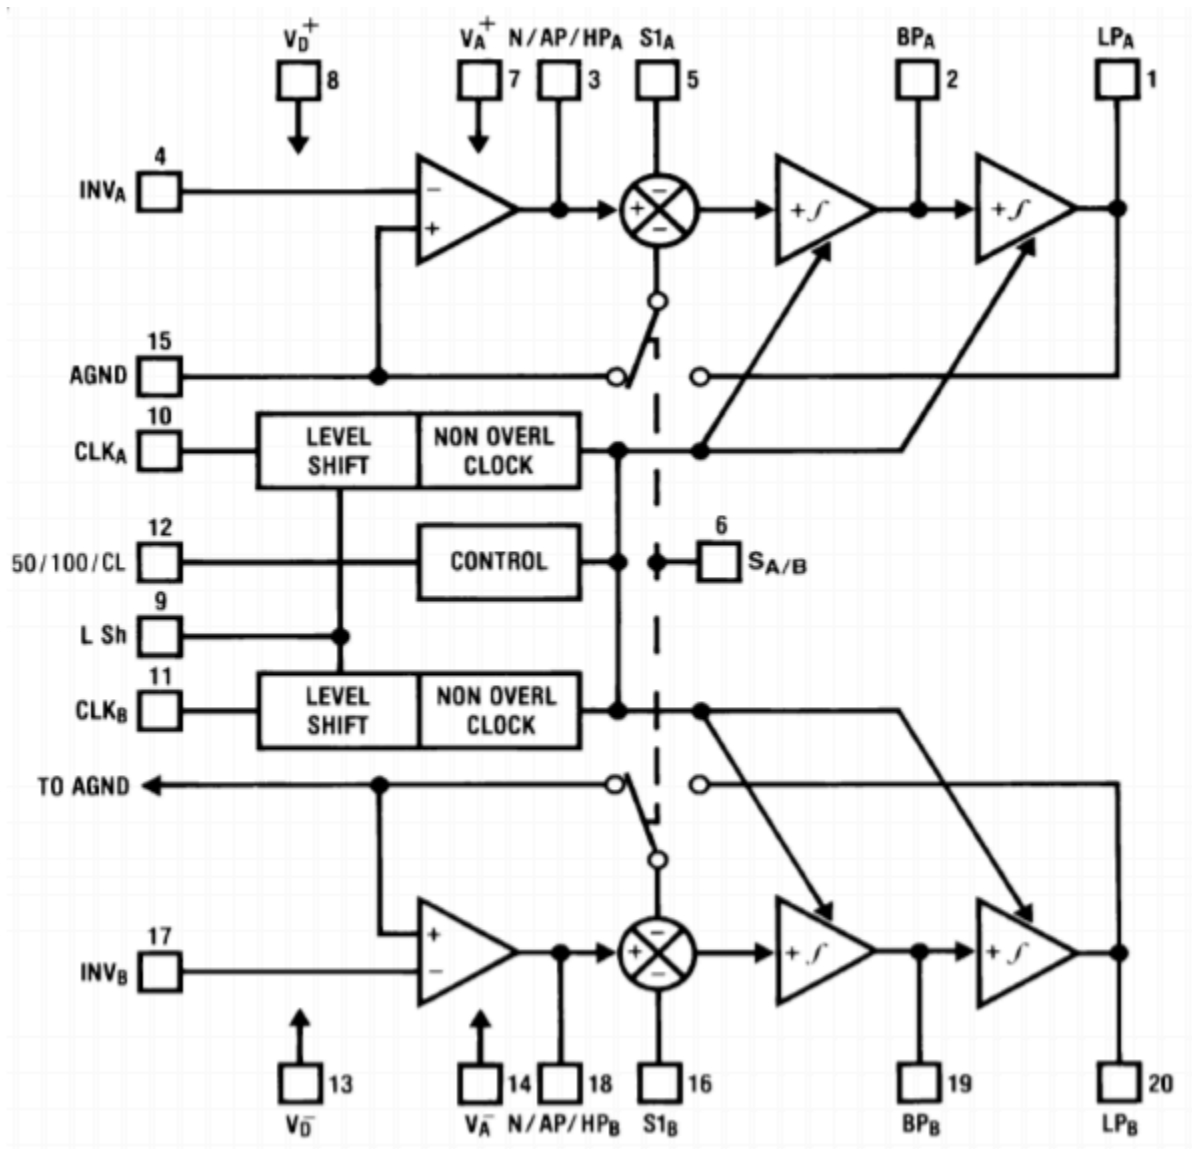 V_D^+ V_A^+ N/AP/HP_A S1_A BP_A LP_A
8 7 3 5 2 1
4
INV_A
− − + + ∫ + ∫
+ −
15
AGND
10
CLK_A
LEVEL SHIFT
NON OVERL CLOCK
12
50/100/CL
CONTROL
6
S_A/B
9
L Sh
11
CLK_B
LEVEL SHIFT
NON OVERL CLOCK
TO AGND
+ − + + ∫ + ∫
− −
17
INV_B
13 14 18 16 19 20
V_D^− V_A^− N/AP/HP_B S1_B BP_B LP_B